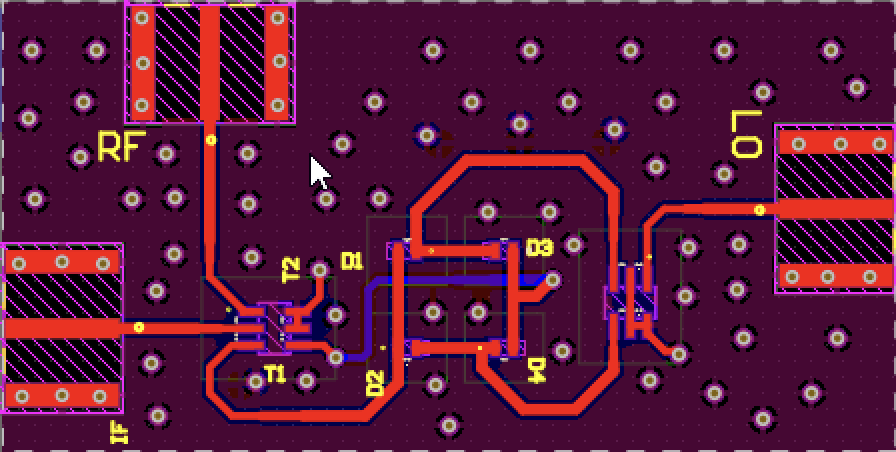 RF
LO
T2
D1
D3
T1
D2
D4
IF